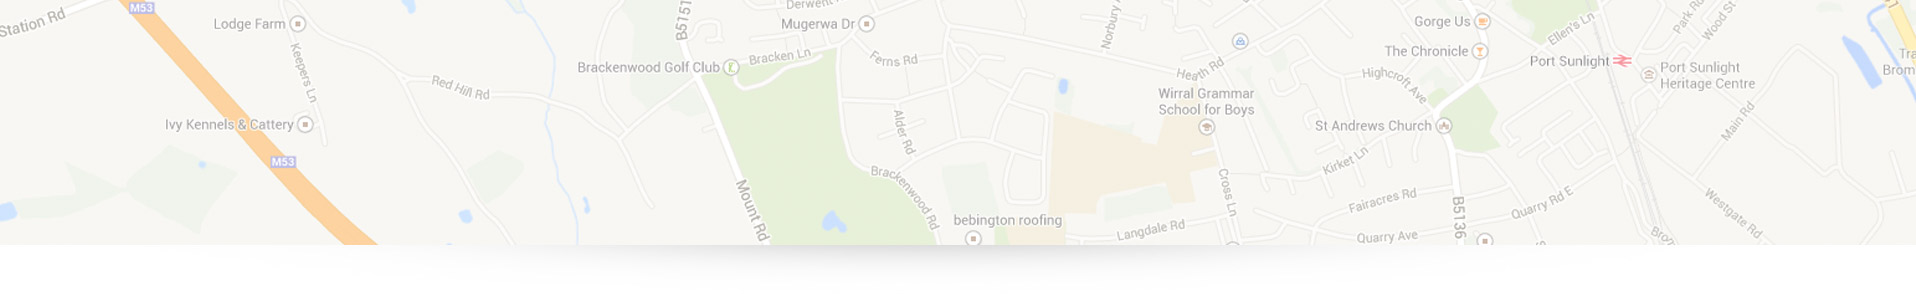 Station Rd
M53
Lodge Farm
Keepers Ln
Red Hill Rd
Ivy Kennels & Cattery
M53
B5151
Derwent
Mugerwa Dr
Bracken Ln
Ferns Rd
Brackenwood Golf Club
Alder Rd
Brackenwood Rd
Mount Rd
bebington roofing
Norbury
Heath Rd
Wirral Grammar
School for Boys
Cross Ln
Langdale Rd
Gorge Us
The Chronicle
Highcroft Ave
St Andrews Church
Kirket Ln
Fairacres Rd
Quarry Ave
B5136
Quarry Rd E
Ellen's Ln
Port Sunlight
Park Rd
Wood St
Port Sunlight
Heritage Centre
Main Rd
Westgate Rd
Bro
Tra
Brom